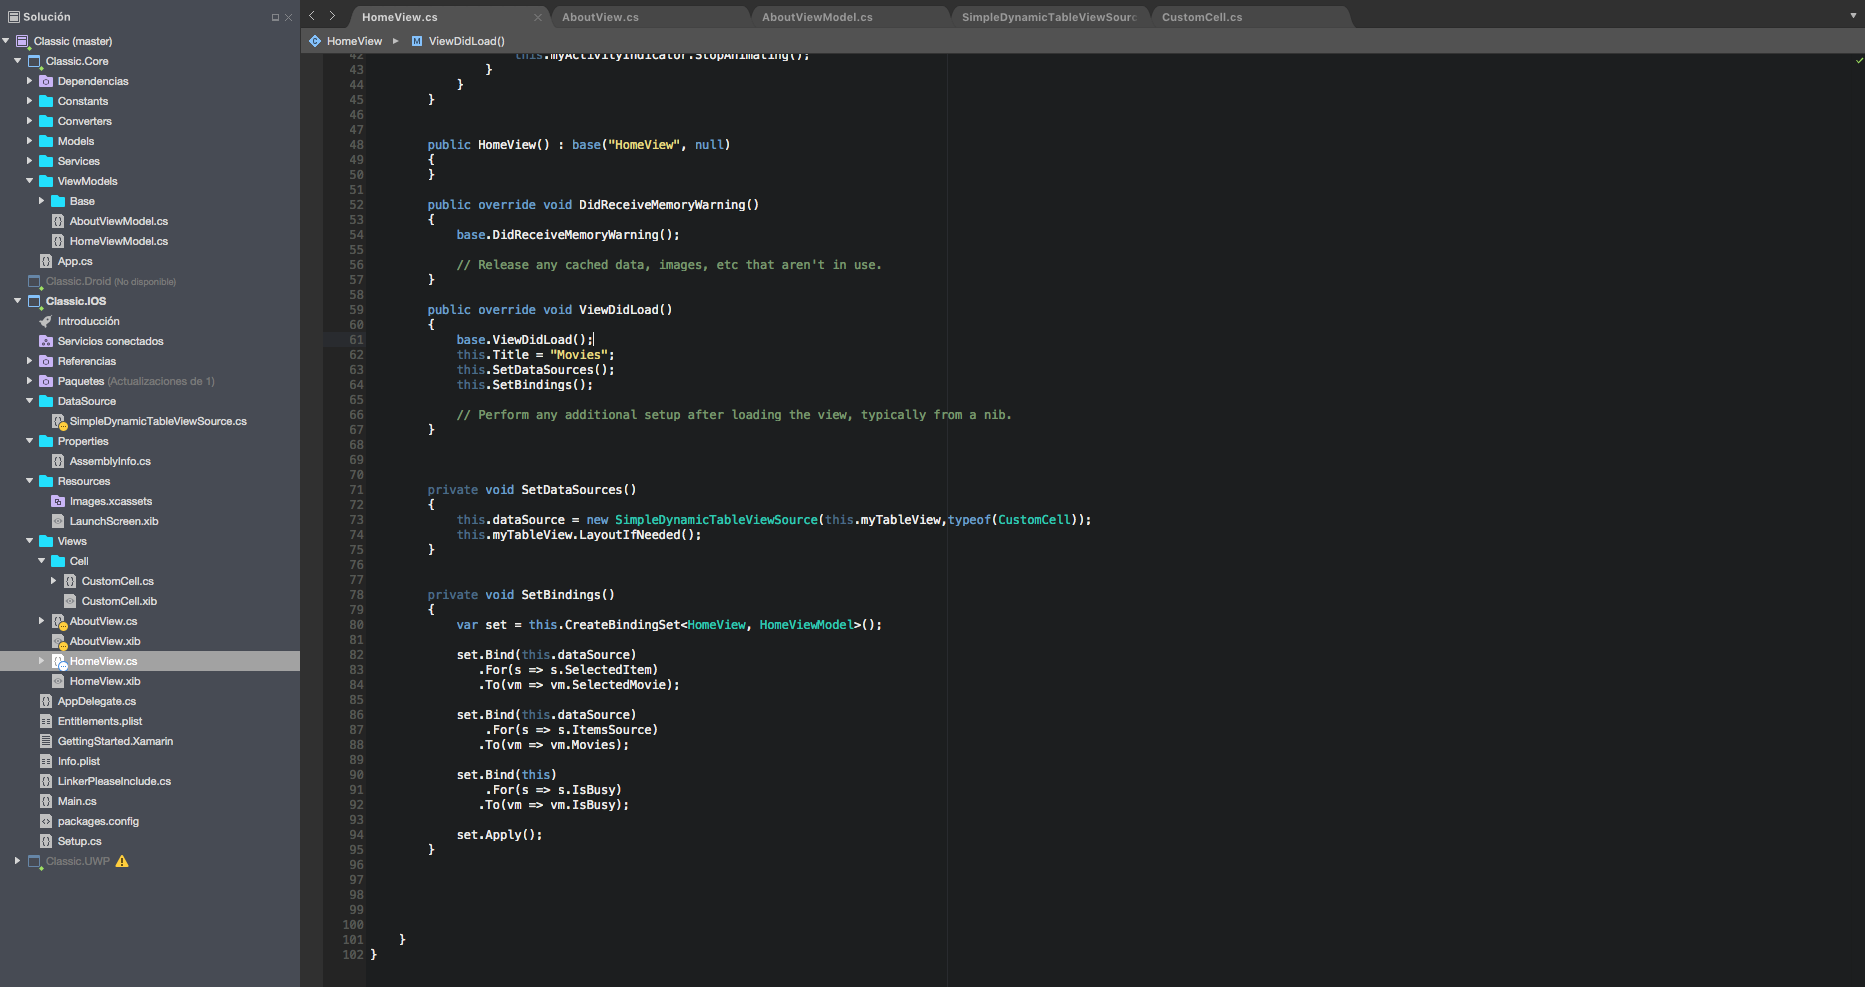 Solución
Classic (master)
Classic.Core
Dependencias
Constants
Converters
Models
Services
ViewModels
Base
AboutViewModel.cs
HomeViewModel.cs
App.cs
Classic.Droid (No disponible)
Classic.IOS
Introducción
Servicios conectados
Referencias
Paquetes (Actualizaciones de 1)
DataSource
SimpleDynamicTableViewSource.cs
Properties
AssemblyInfo.cs
Resources
Images.xcassets
LaunchScreen.xib
Views
Cell
CustomCell.cs
CustomCell.xib
AboutView.cs
AboutView.xib
HomeView.cs
HomeView.xib
AppDelegate.cs
Entitlements.plist
GettingStarted.Xamarin
Info.plist
LinkerPleaseInclude.cs
Main.cs
packages.config
Setup.cs
Classic.UWP
HomeView.cs AboutView.cs AboutViewModel.cs SimpleDynamicTableViewSourc CustomCell.cs
HomeView ViewDidLoad()
42 this.myActivityIndicator.StopAnimating();
43 }
44 }
45 }
46
47
48 public HomeView() : base("HomeView", null)
49 {
50 }
51
52 public override void DidReceiveMemoryWarning()
53 {
54 base.DidReceiveMemoryWarning();
55
56 // Release any cached data, images, etc that aren't in use.
57 }
58
59 public override void ViewDidLoad()
60 {
61 base.ViewDidLoad();
62 this.Title = "Movies";
63 this.SetDataSources();
64 this.SetBindings();
65
66 // Perform any additional setup after loading the view, typically from a nib.
67 }
68
69
70
71 private void SetDataSources()
72 {
73 this.dataSource = new SimpleDynamicTableViewSource(this.myTableView,typeof(CustomCell));
74 this.myTableView.LayoutIfNeeded();
75 }
76
77
78 private void SetBindings()
79 {
80 var set = this.CreateBindingSet<HomeView, HomeViewModel>();
81
82 set.Bind(this.dataSource)
83 .For(s => s.SelectedItem)
84 .To(vm => vm.SelectedMovie);
85
86 set.Bind(this.dataSource)
87 .For(s => s.ItemsSource)
88 .To(vm => vm.Movies);
89
90 set.Bind(this)
91 .For(s => s.IsBusy)
92 .To(vm => vm.IsBusy);
93
94 set.Apply();
95 }
96
97
98
99
100
101 }
102 }